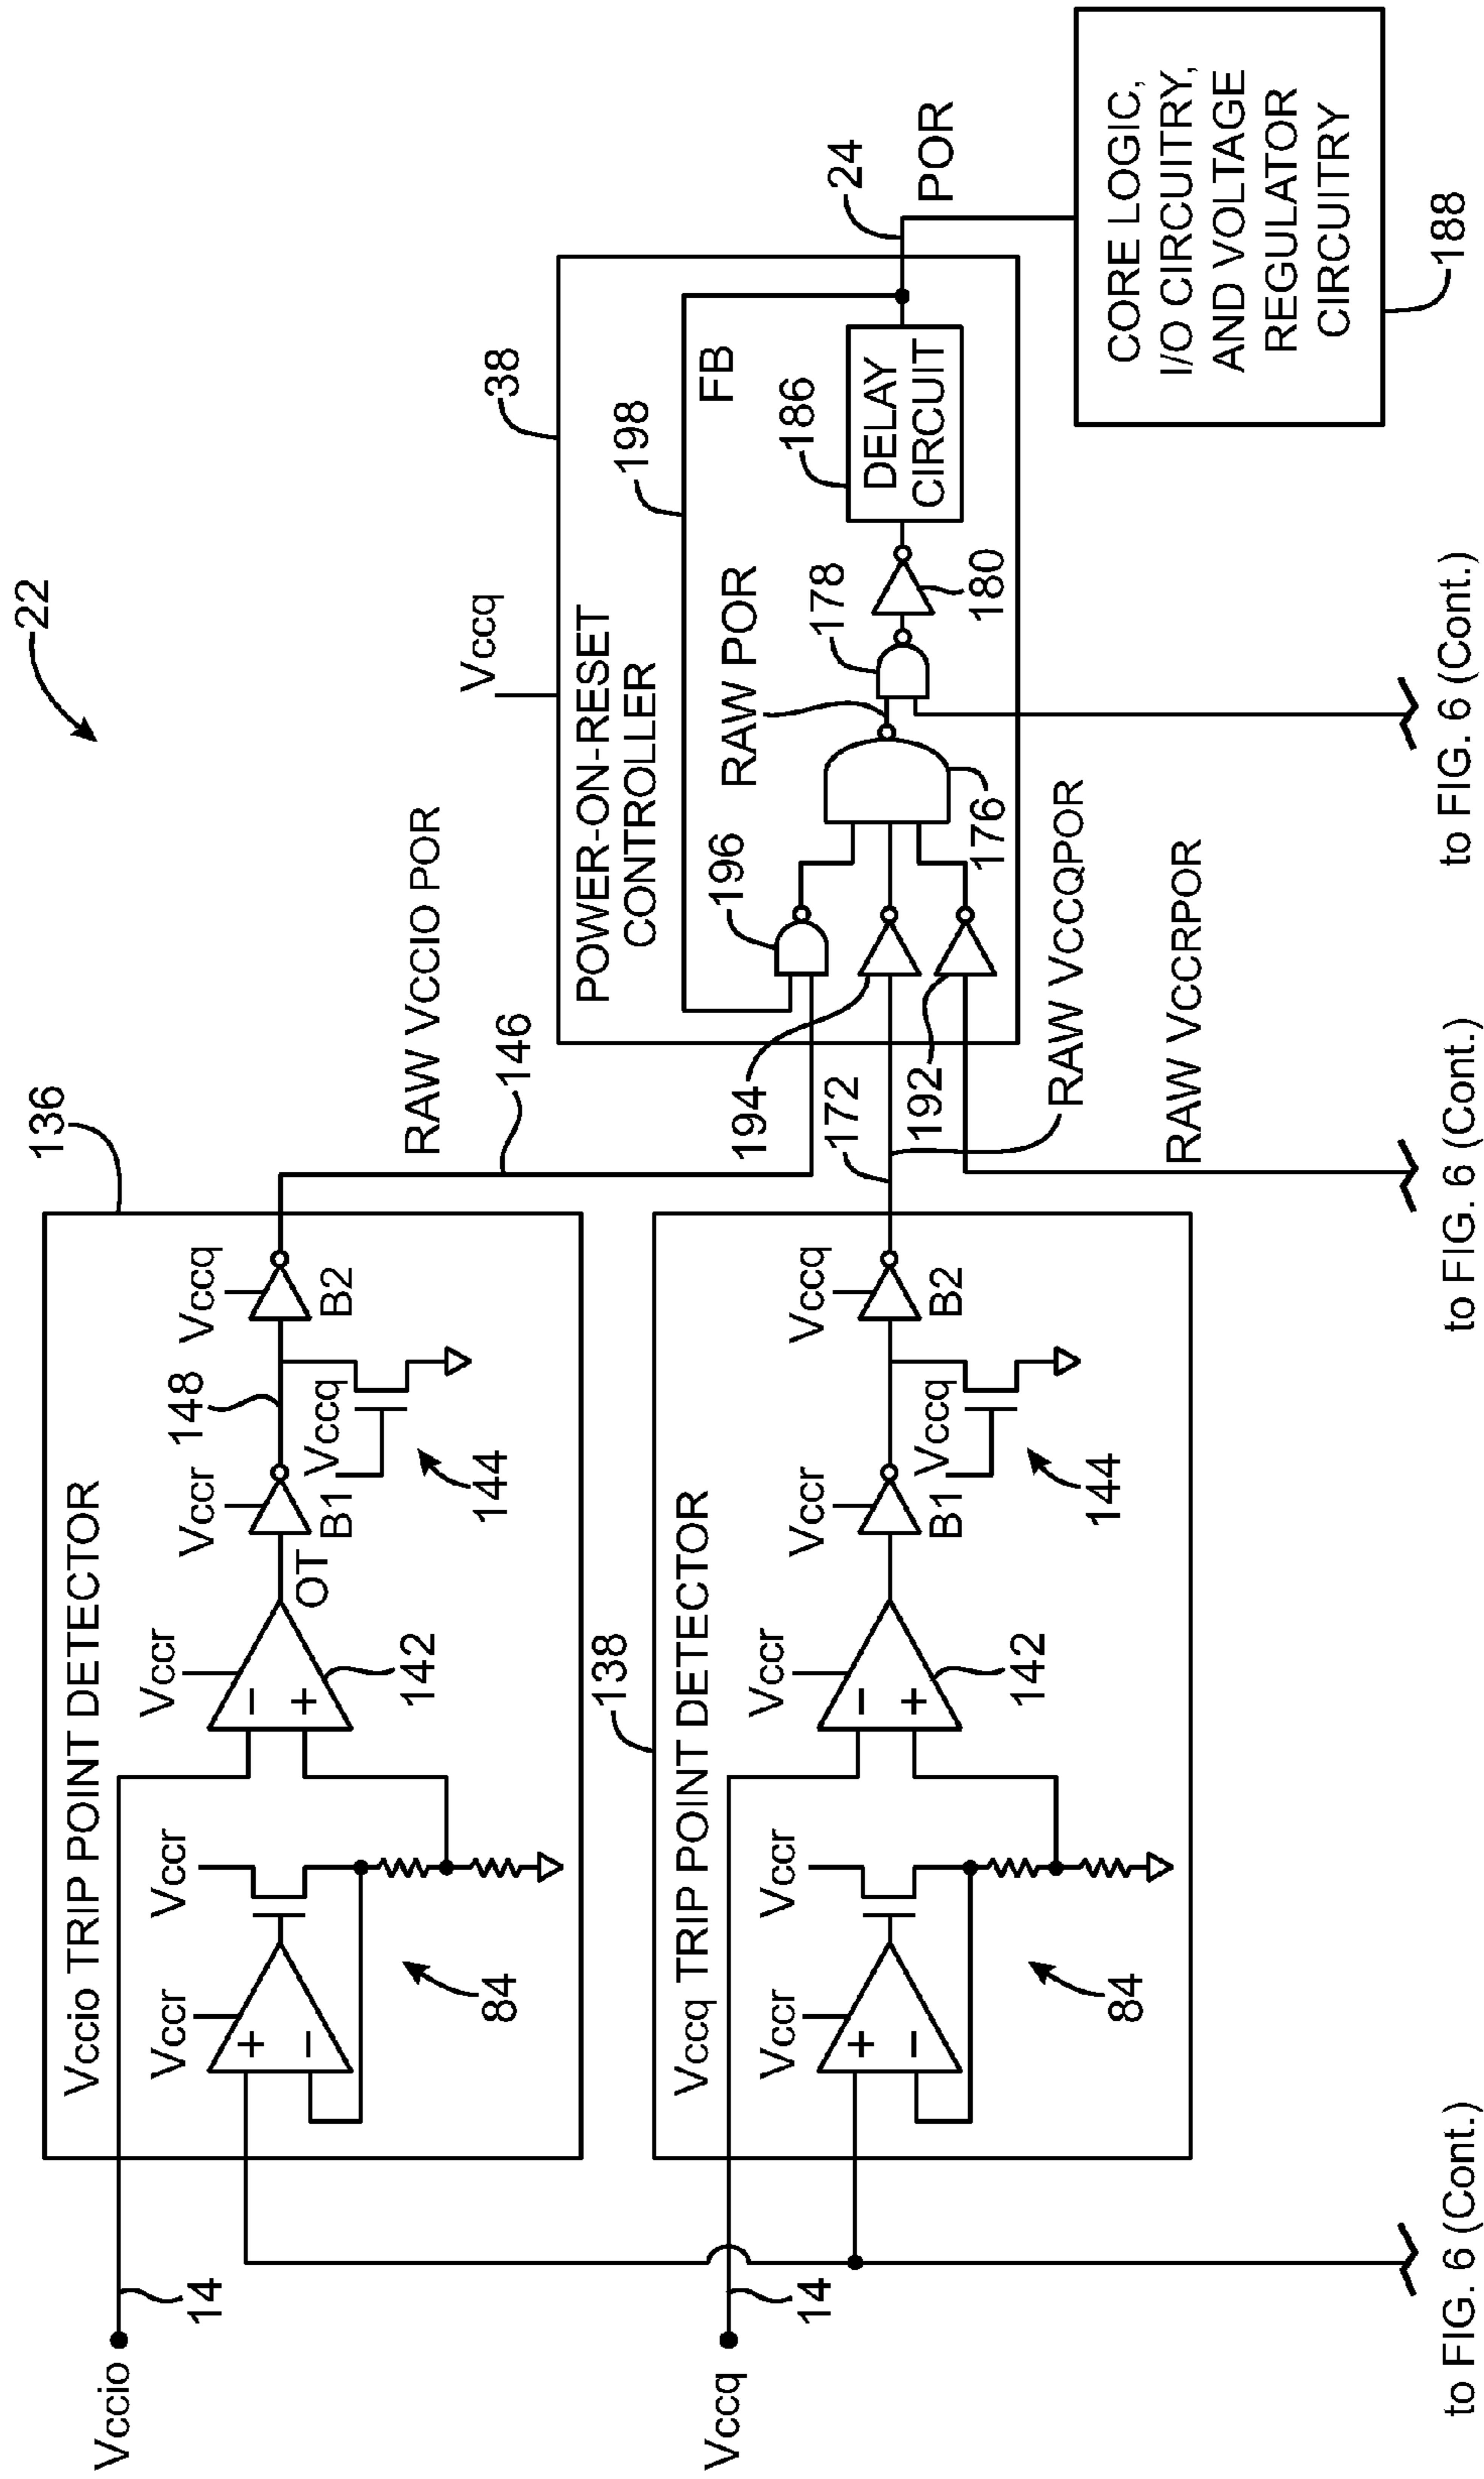 22
136
Vccio TRIP POINT DETECTOR
Vccio
14
Vccr
+
−
Vccr
84
Vccr
−
+
142
OT
Vccr
B1
148
Vccq
144
Vccq
B2
RAW VCCIO POR
146
138
Vccq TRIP POINT DETECTOR
Vccq
14
Vccr
+
−
Vccr
84
Vccr
−
+
142
Vccr
B1
Vccq
144
Vccq
B2
172
RAW VCCQPOR
RAW VCCRPOR
Vccq
38
POWER-ON-RESET
CONTROLLER
198
FB
196
194
192
176
RAW POR
178
180
186
DELAY
CIRCUIT
24
POR
CORE LOGIC,
I/O CIRCUITRY,
AND VOLTAGE
REGULATOR
CIRCUITRY
188
to FIG. 6 (Cont.)
to FIG. 6 (Cont.)
to FIG. 6 (Cont.)